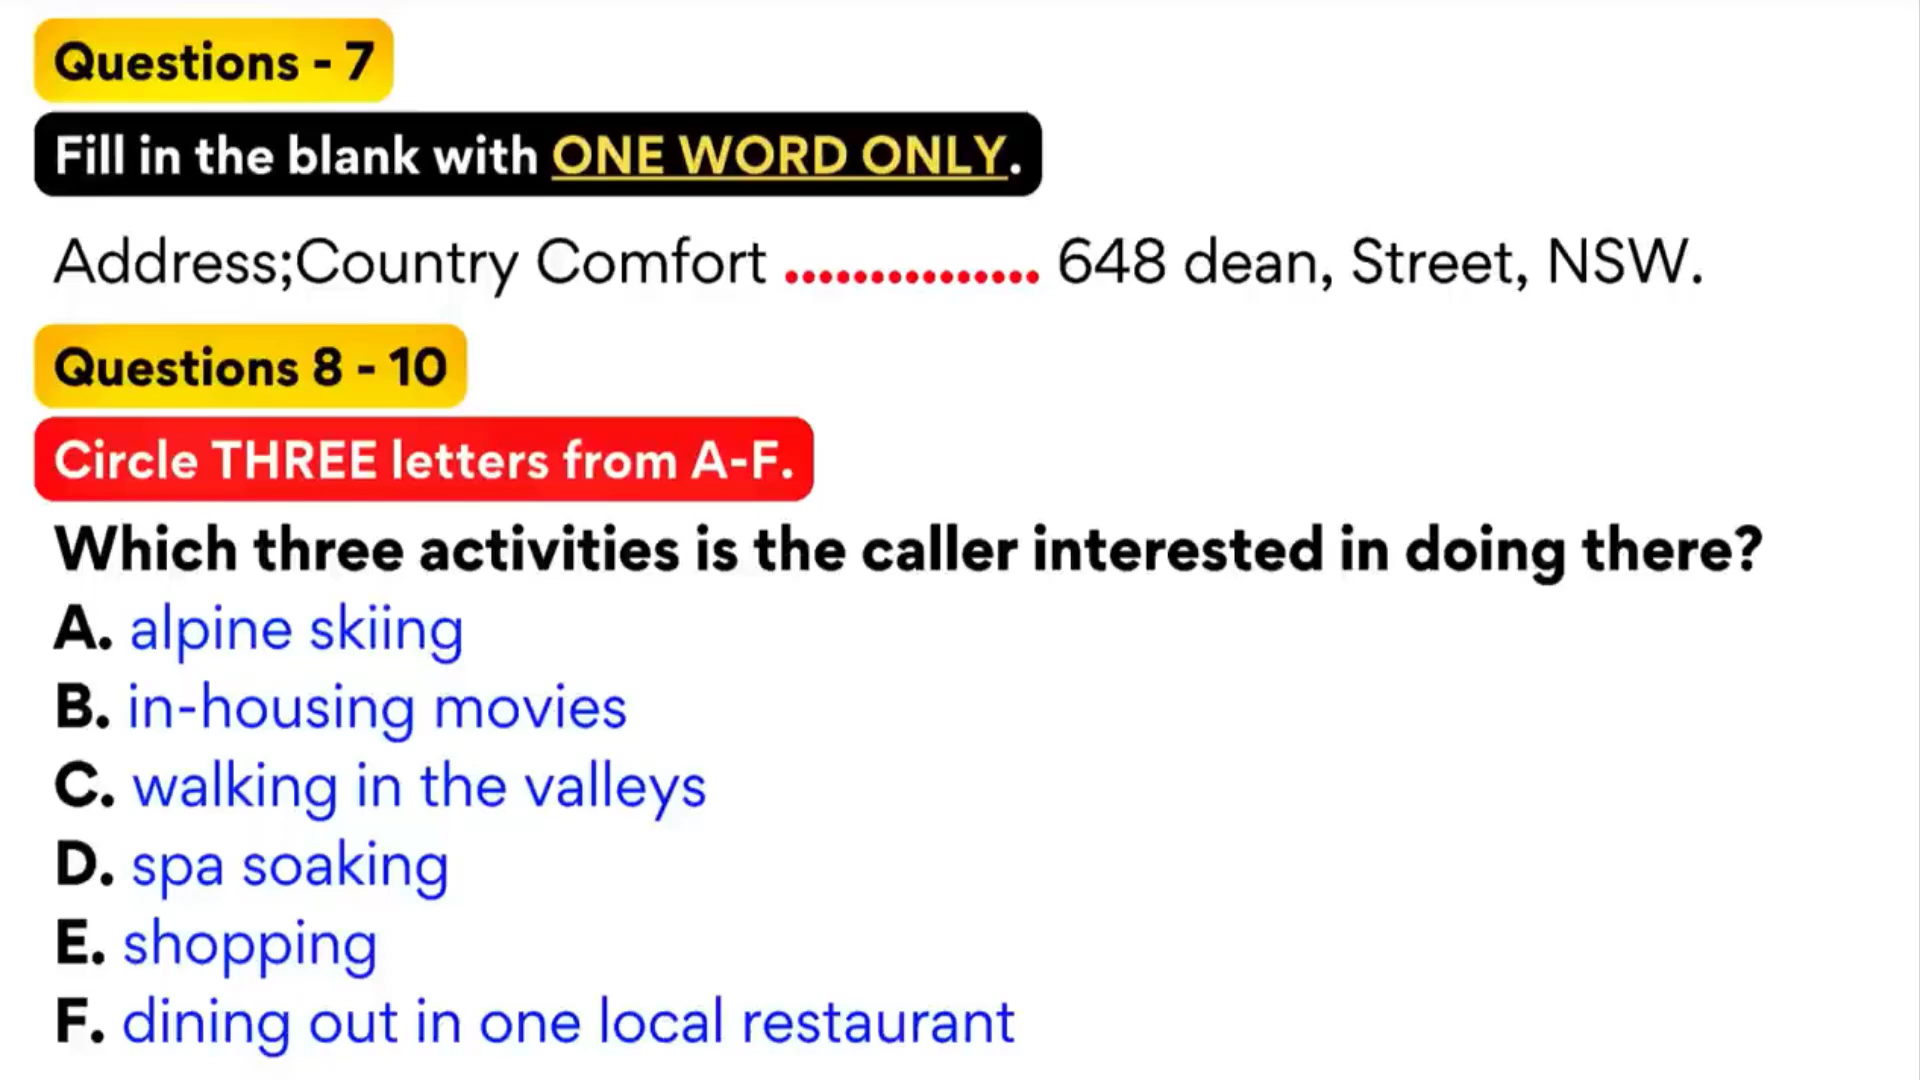 Questions - 7
Fill in the blank with ONE WORD ONLY.
Address;Country Comfort ............... 648 dean, Street, NSW.
Questions 8 - 10
Circle THREE letters from A-F.
Which three activities is the caller interested in doing there?
A. alpine skiing
B. in-housing movies
C. walking in the valleys
D. spa soaking
E. shopping
F. dining out in one local restaurant